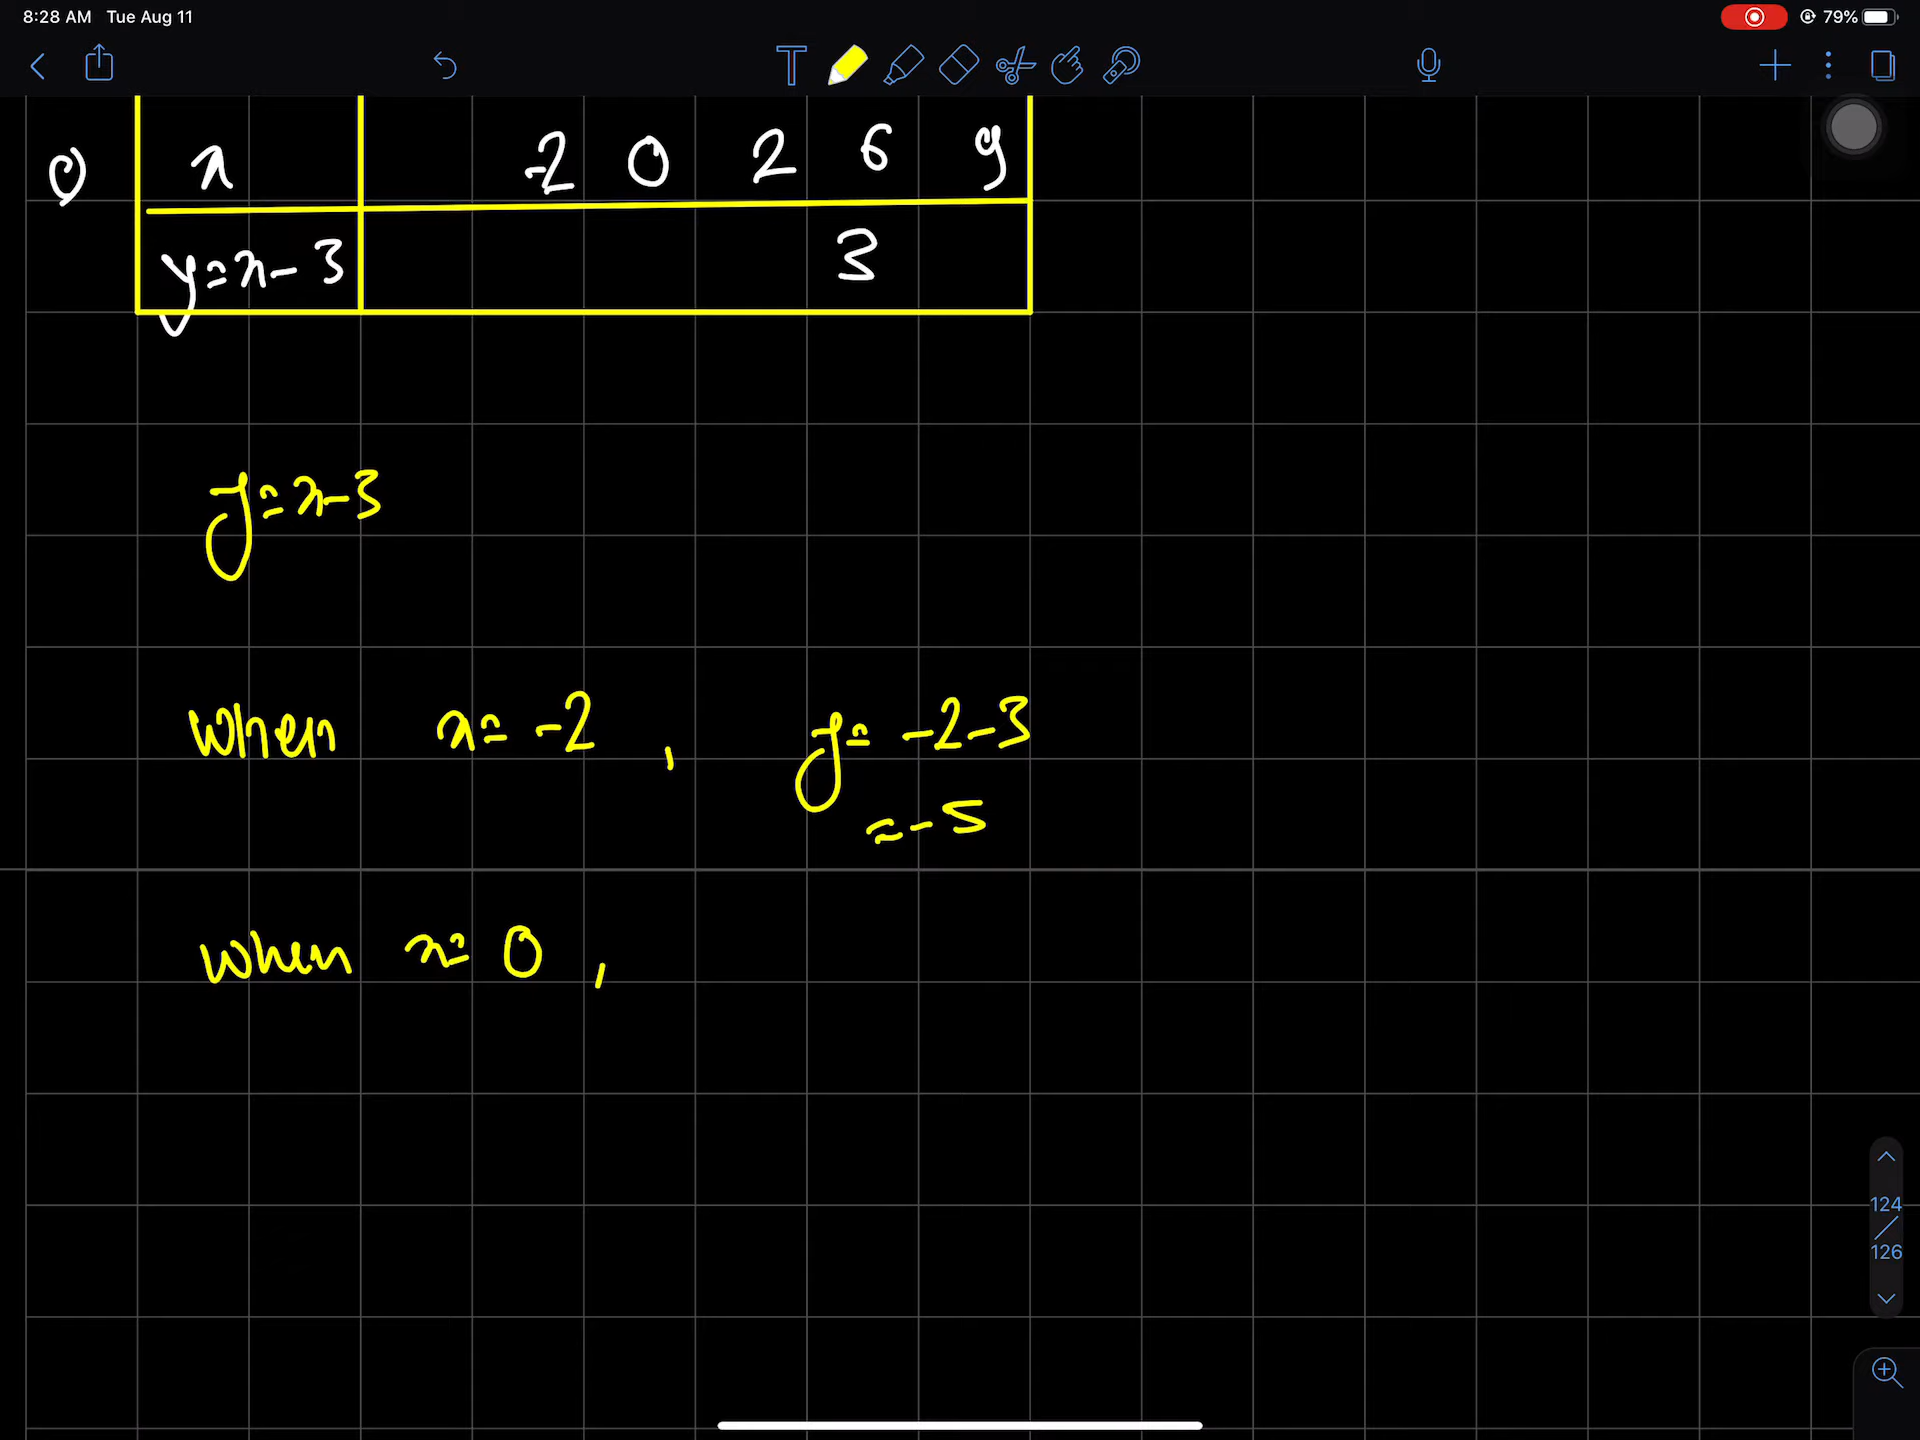 8:28 AM Tue Aug 11
79%
x -2 0 2 6 9
y = x - 3 3
y = x - 3
when x = -2 , y = -2 - 3
= - 5
when x = 0 ,
124
126